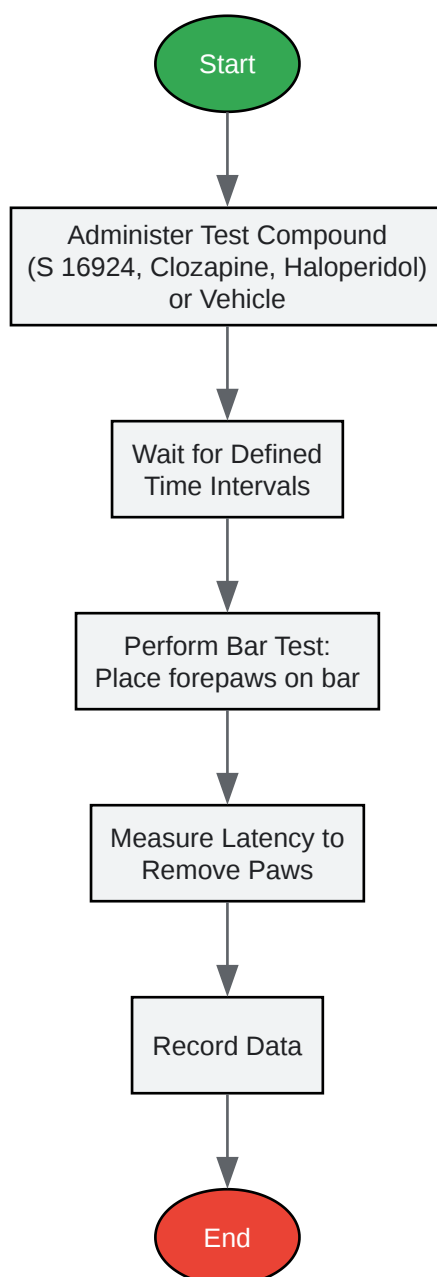 Start
Administer Test Compound
(S 16924, Clozapine, Haloperidol)
or Vehicle
Wait for Defined
Time Intervals
Perform Bar Test:
Place forepaws on bar
Measure Latency to
Remove Paws
Record Data
End